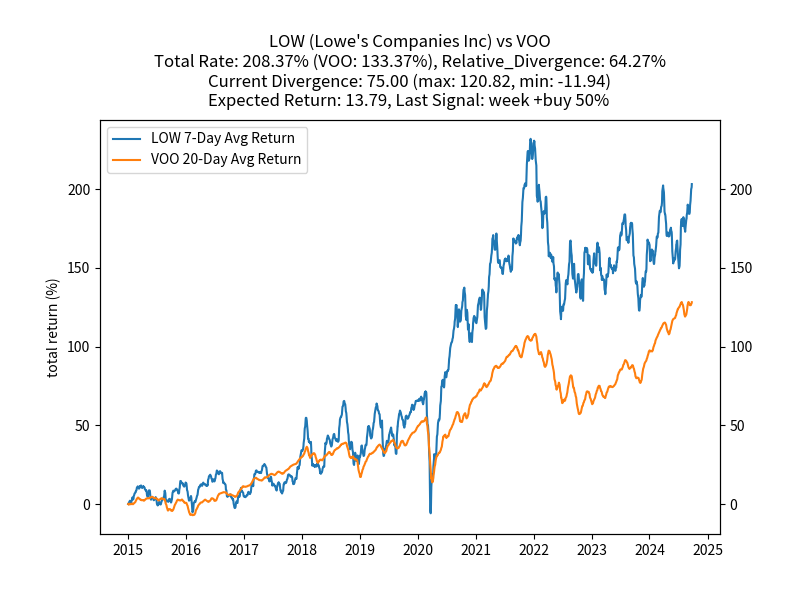 LOW (Lowe's Companies Inc) vs VOO
Total Rate: 208.37% (VOO: 133.37%), Relative_Divergence: 64.27%
Current Divergence: 75.00 (max: 120.82, min: -11.94)
Expected Return: 13.79, Last Signal: week +buy 50%
LOW 7-Day Avg Return
VOO 20-Day Avg Return
total return (%)
200
150
100
50
0
200
150
100
50
0
2015 2016 2017 2018 2019 2020 2021 2022 2023 2024 2025